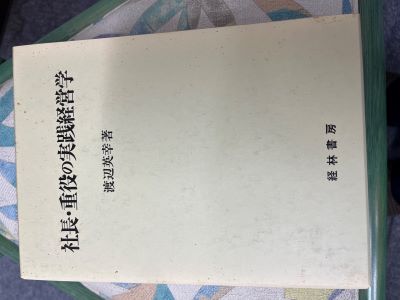 社長・重役の実践経営学
渡辺英幸著
経林書房